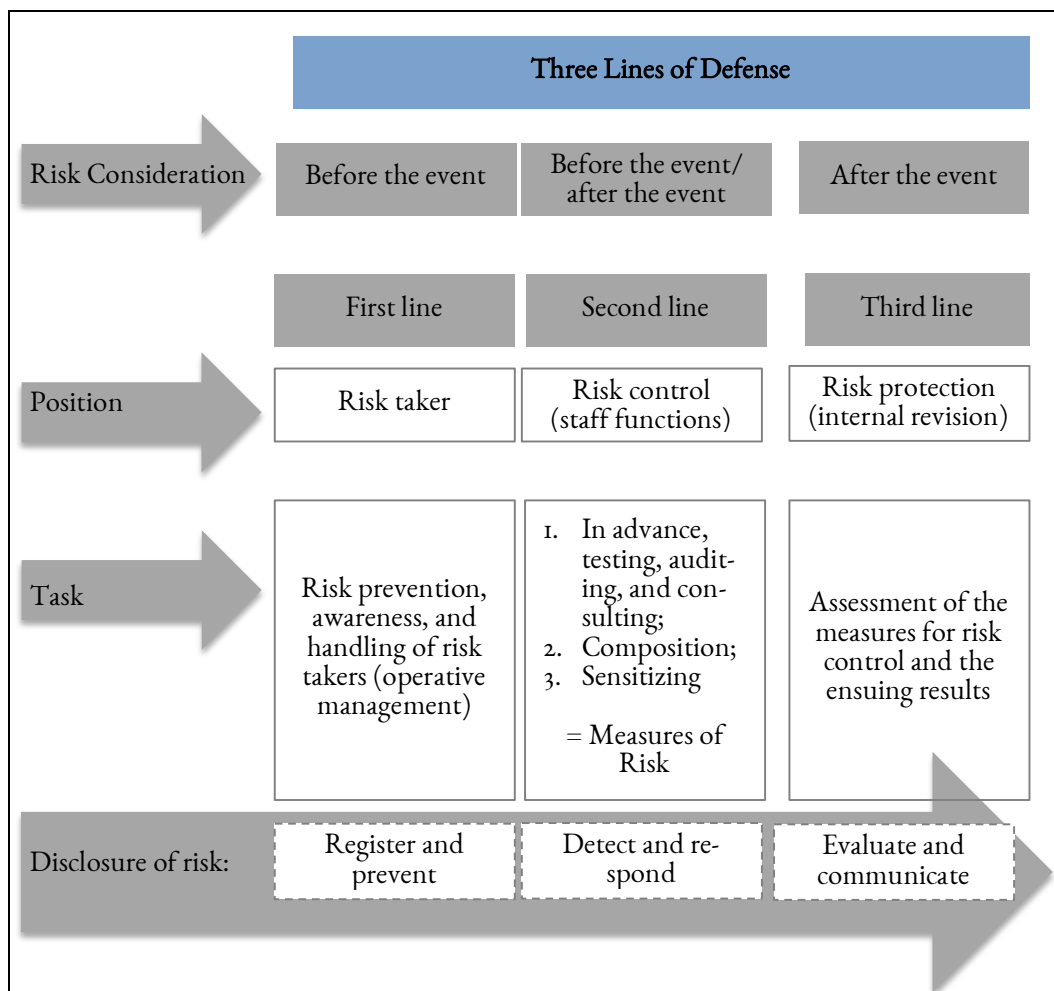 Three Lines of Defense
Risk Consideration
Before the event
Before the event/
after the event
After the event
First line
Second line
Third line
Position
Risk taker
Risk control
(staff functions)
Risk protection
(internal revision)
Task
Risk prevention,
awareness, and
handling of risk
takers (operative
management)
1. In advance,
testing, audit-
ing, and con-
sulting;
2. Composition;
3. Sensitizing
= Measures of
Risk
Assessment of the
measures for risk
control and the
ensuing results
Disclosure of risk:
Register and
prevent
Detect and re-
spond
Evaluate and
communicate